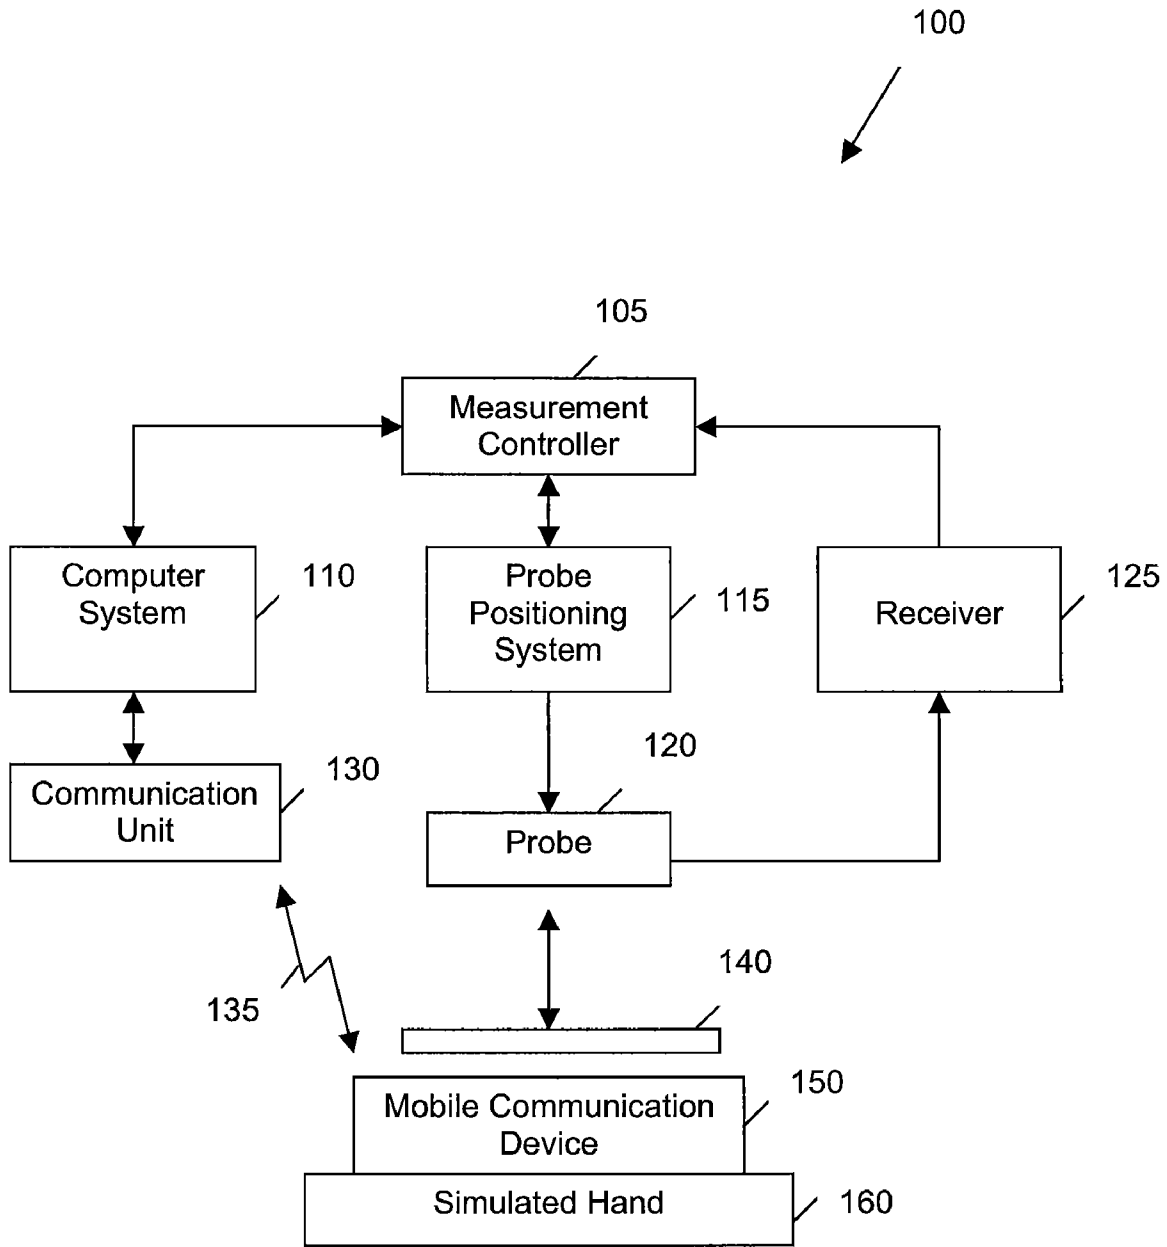 100
105
Measurement
Controller
Computer
System
110
Probe
Positioning
System
115
Receiver
125
120
130
Communication
Unit
Probe
140
135
150
Mobile Communication
Device
Simulated Hand
160